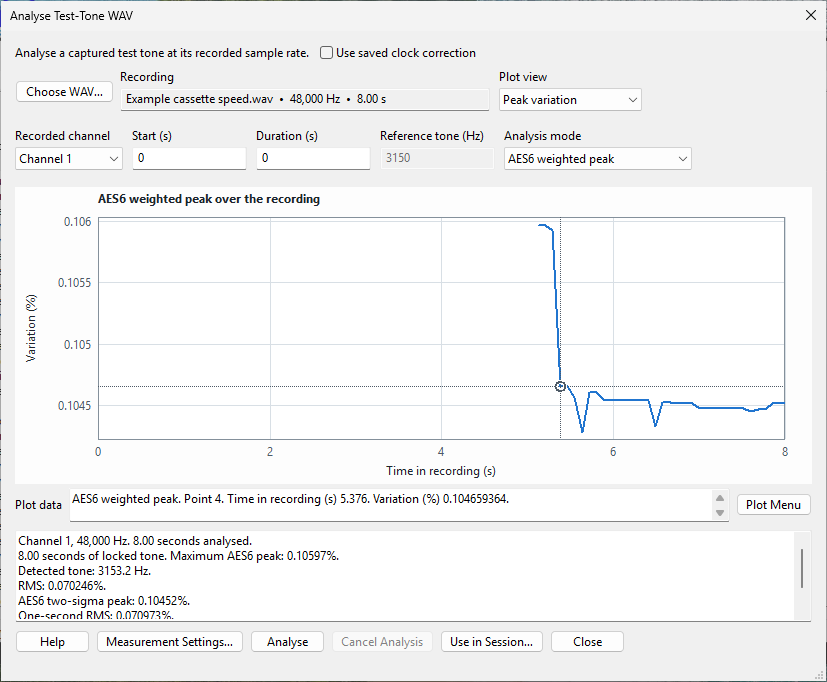 Analyse Test-Tone WAV
Analyse a captured test tone at its recorded sample rate. Use saved clock correction
Recording
Plot view
Choose WAV...
Example cassette speed.wav • 48,000 Hz • 8.00 s
Peak variation
Recorded channel
Start (s)
Duration (s)
Reference tone (Hz)
Analysis mode
Channel 1
0
0
3150
AES6 weighted peak
AES6 weighted peak over the recording
0.106
0.1055
0.105
0.1045
Variation (%)
0 2 4 6 8
Time in recording (s)
Plot data
AES6 weighted peak. Point 4. Time in recording (s) 5.376. Variation (%) 0.104659364.
Plot Menu
Channel 1, 48,000 Hz. 8.00 seconds analysed.
8.00 seconds of locked tone. Maximum AES6 peak: 0.10597%.
Detected tone: 3153.2 Hz.
RMS: 0.070246%.
AES6 two-sigma peak: 0.10452%.
One-second RMS: 0.070973%.
Help
Measurement Settings...
Analyse
Cancel Analysis
Use in Session...
Close